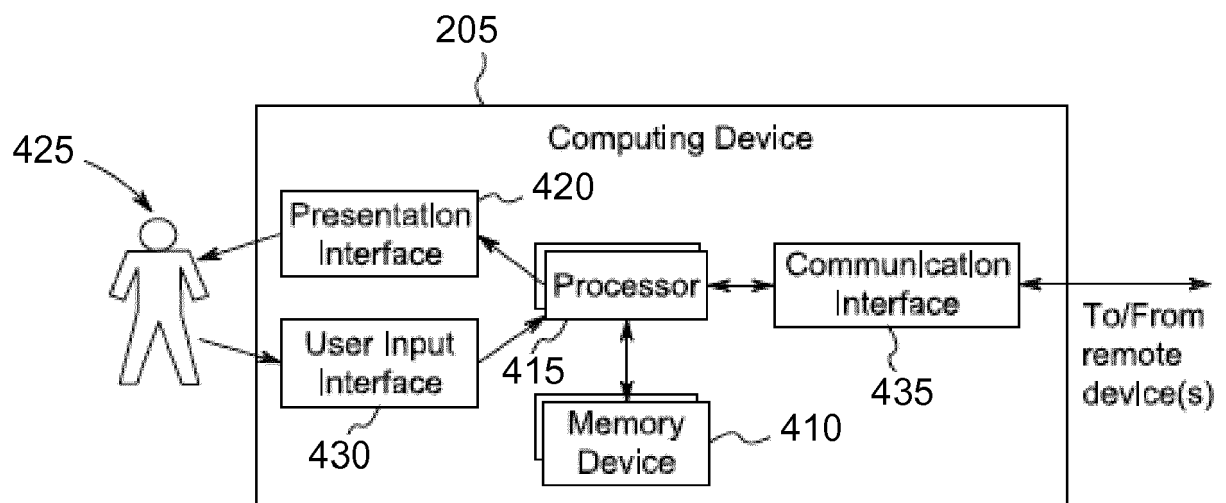 205
Computing Device
425
420
Presentation
Interface
Processor
Communication
Interface
To/From
remote
device(s)
User Input
Interface
415
435
430
Memory
Device
410